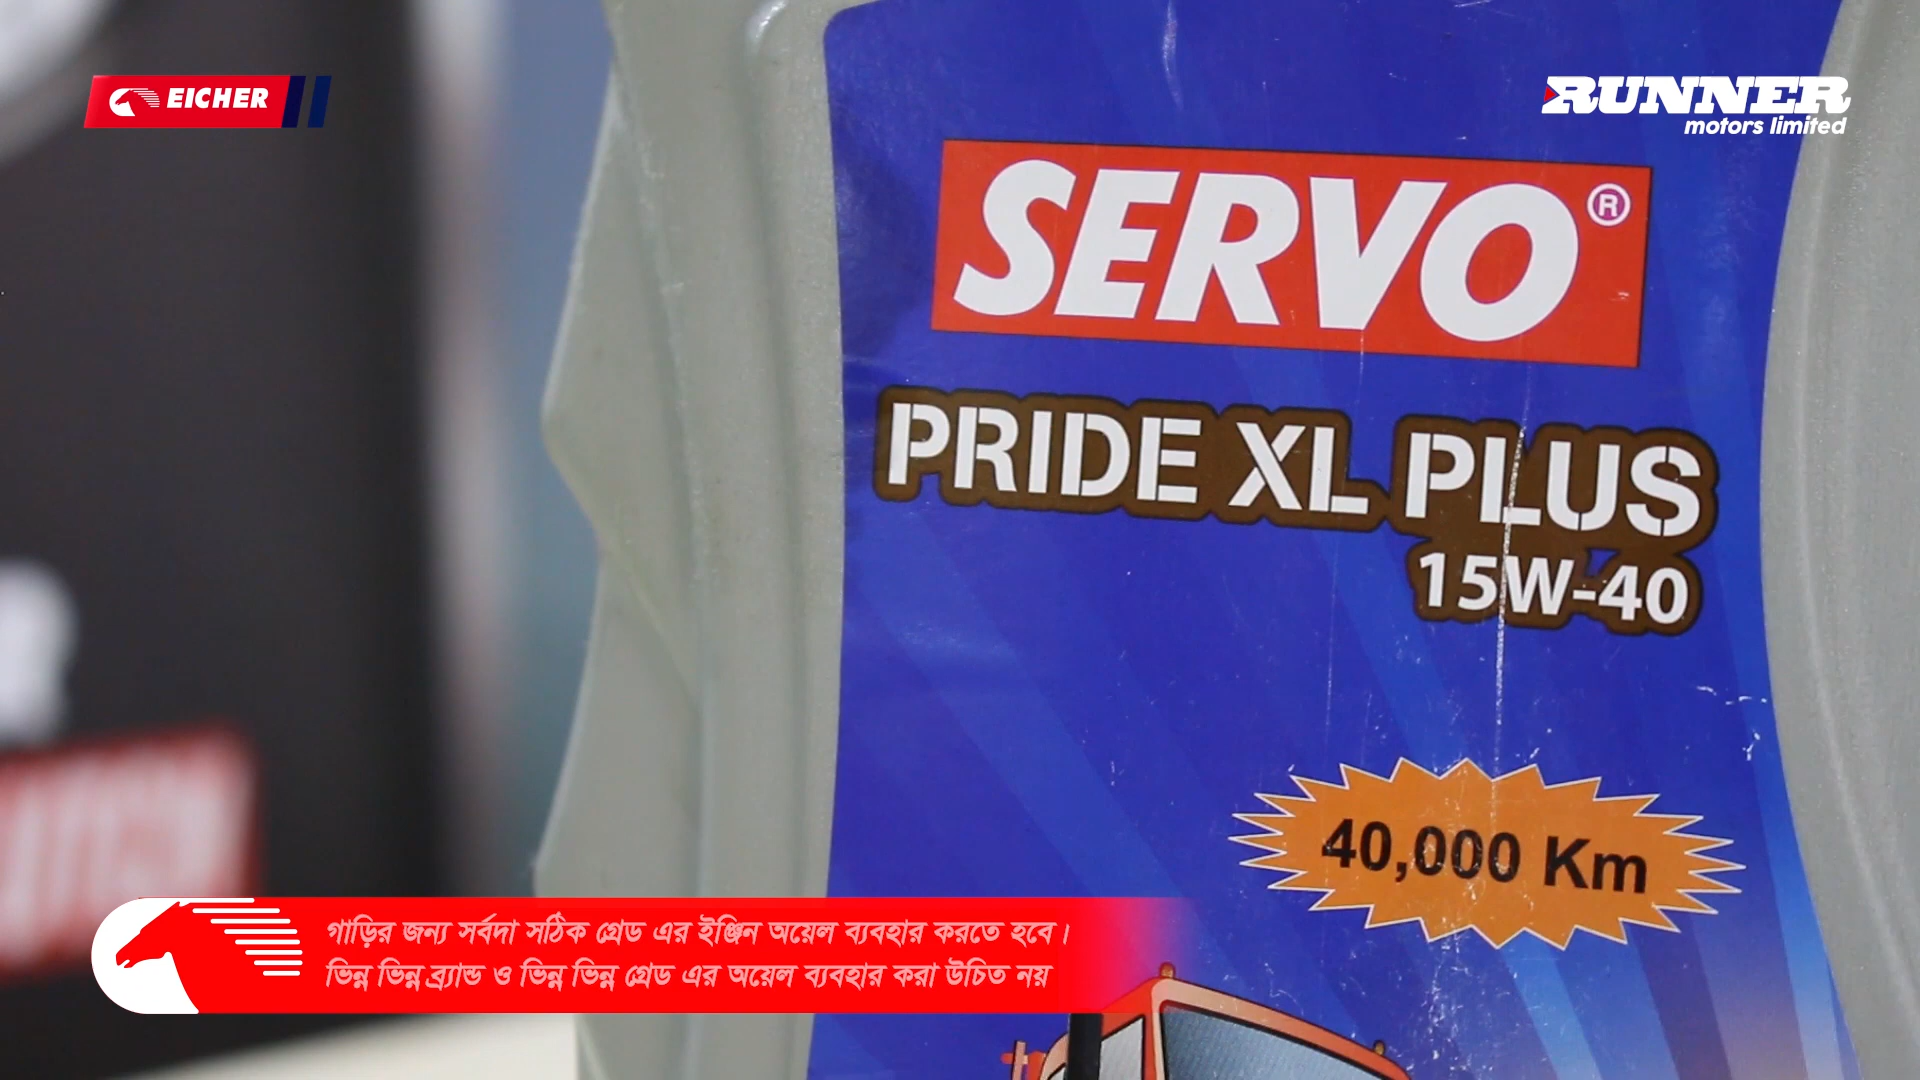 EICHER
RUNNER
motors limited
SERVO®
PRIDE XL PLUS
15W-40
40,000 Km
গাড়ির জন্য সর্বদা সঠিক গ্রেড এর ইঞ্জিন অয়েল ব্যবহার করতে হবে।
ভিন্ন ভিন্ন ব্র্যান্ড ও ভিন্ন ভিন্ন গ্রেড এর অয়েল ব্যবহার করা উচিত নয়